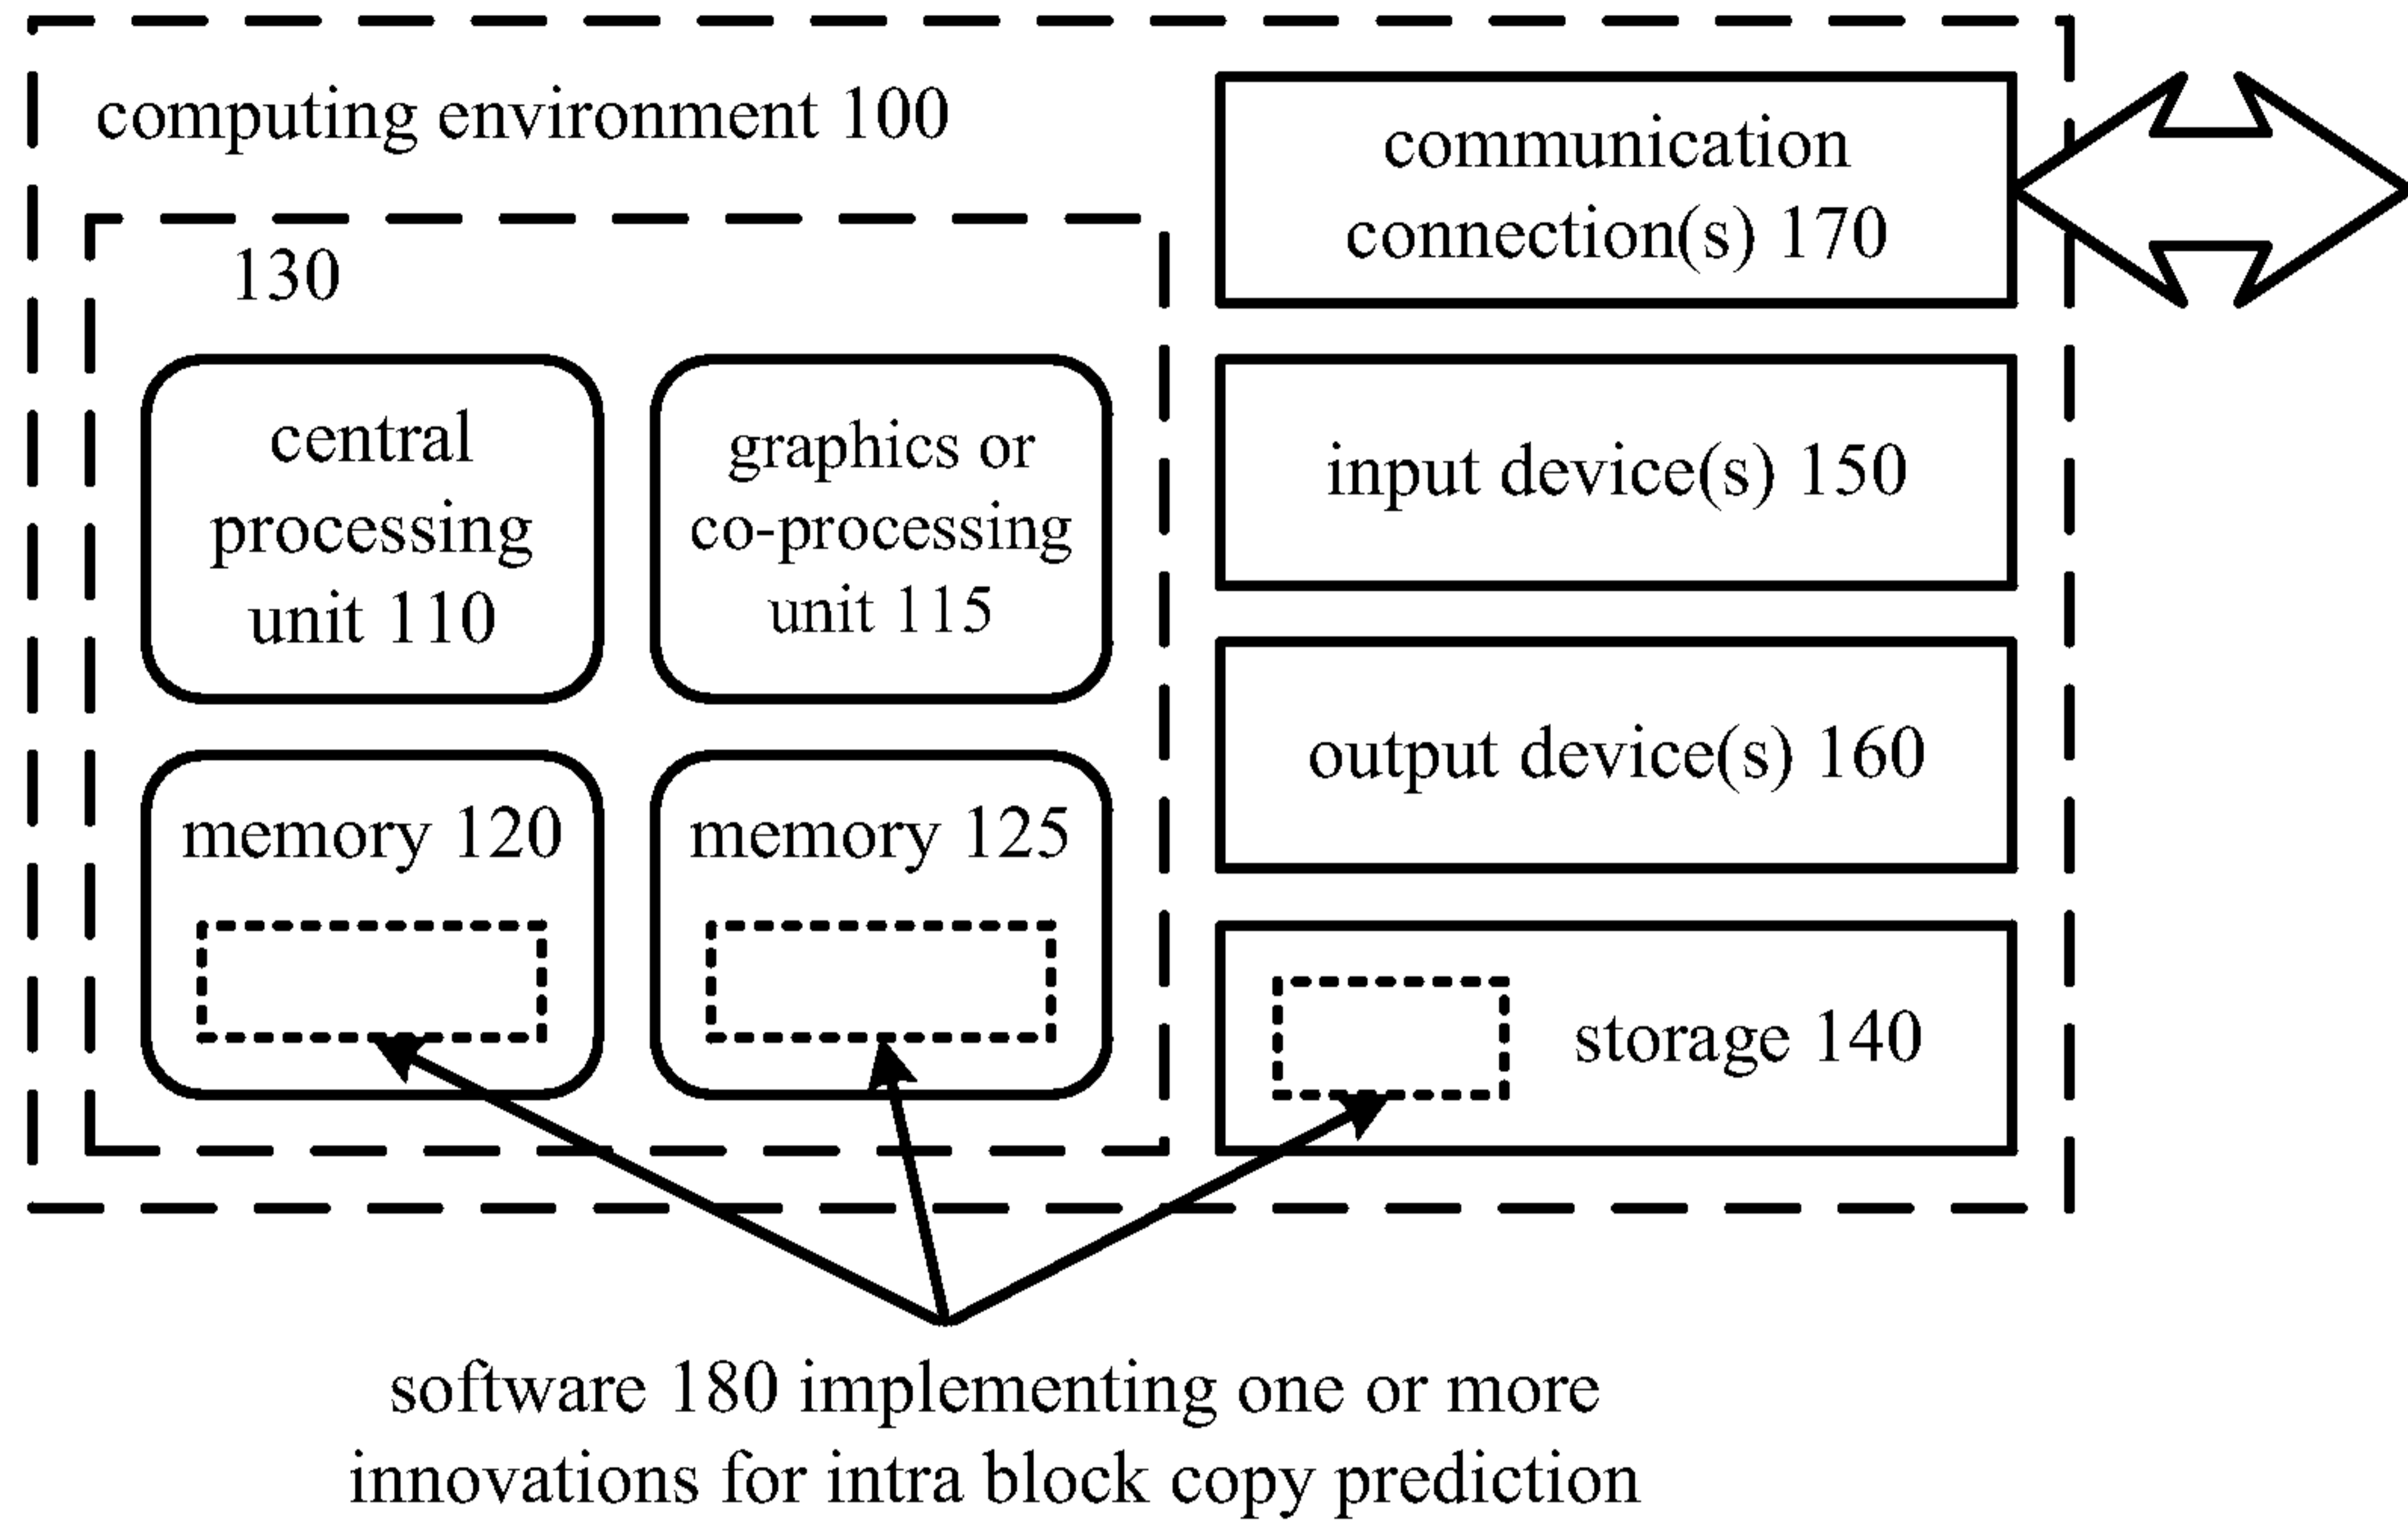 computing environment 100
130
central
processing
unit 110
graphics or
co-processing
unit 115
memory 120
memory 125
communication
connection(s) 170
input device(s) 150
output device(s) 160
storage 140
software 180 implementing one or more
innovations for intra block copy prediction